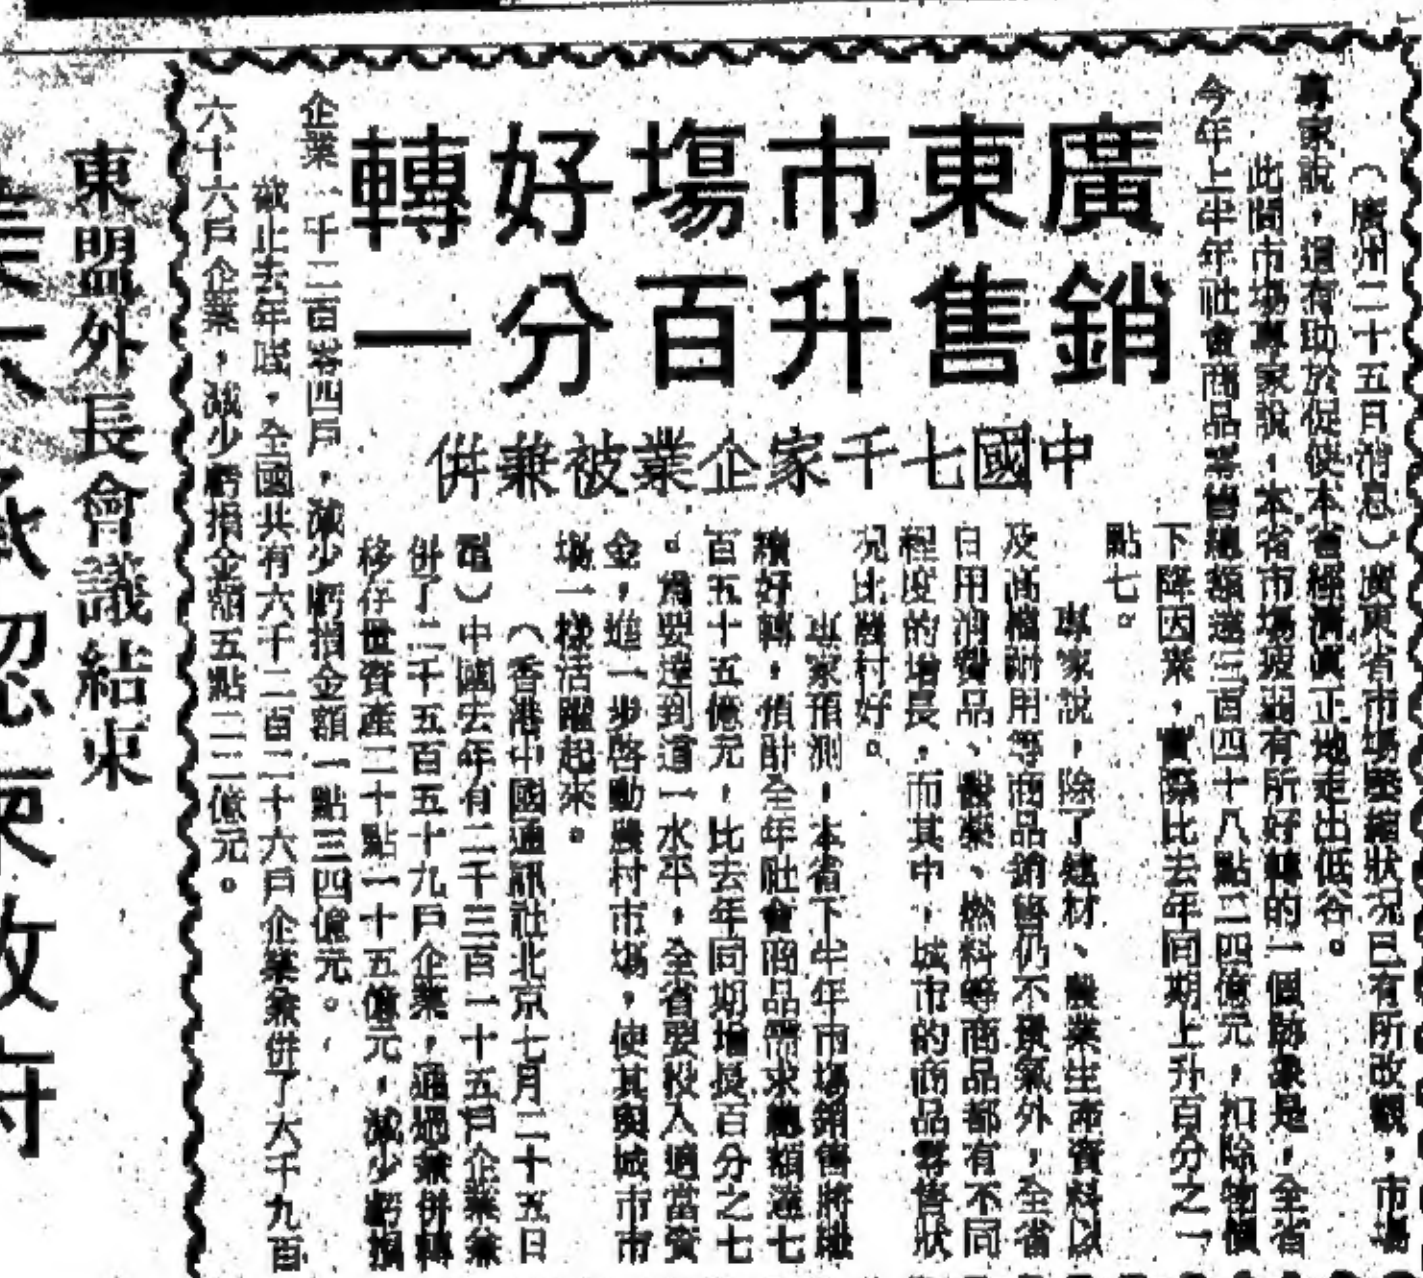 廣東市場好轉
銷售升百分一
中國七千家企業被兼併
（廣州二十五日消息）廣東省市場緊縮狀況已有所改觀，市場
專家說，這有助於促使本省經濟真正地走出低谷。
此間市場專家說，本省市場疲弱有所好轉的一個跡象是，全省
今年上半年社會商品零售總額達三百四十八點三四億元，扣除物價
下降因素，實際比去年同期上升百分之一
點七。
專家說，除了建材、農業生產資料以
及高檔耐用等商品銷售仍不景氣外，全省
日用消費品、醫藥、燃料等商品都有不同
程度的增長，而其中，城市的商品零售狀
況比農村好。
專家預測，本省下半年市場銷售將繼
續好轉，預計全年社會商品需求總額達七
百五十五億元，比去年同期增長百分之七
。為要達到這一水平，全省要投入適當資
金，進一步啓動農村市場，使其與城市市
場一樣活躍起來。
（香港中國通訊社北京七月二十五日
電）中國去年有二千三百一十五戶企業兼
併了二千五百五十九戶企業，通過兼併轉
移存量資產二十點一十五億元，減少虧損
企業一千二百零四戶，減少虧損金額一點三四億元。
截止去年底，全國共有六千二百二十六戶企業兼併了六千九百
六十六戶企業，減少虧損金額五點二二億元。
東盟外長會議結束
承認柬政府